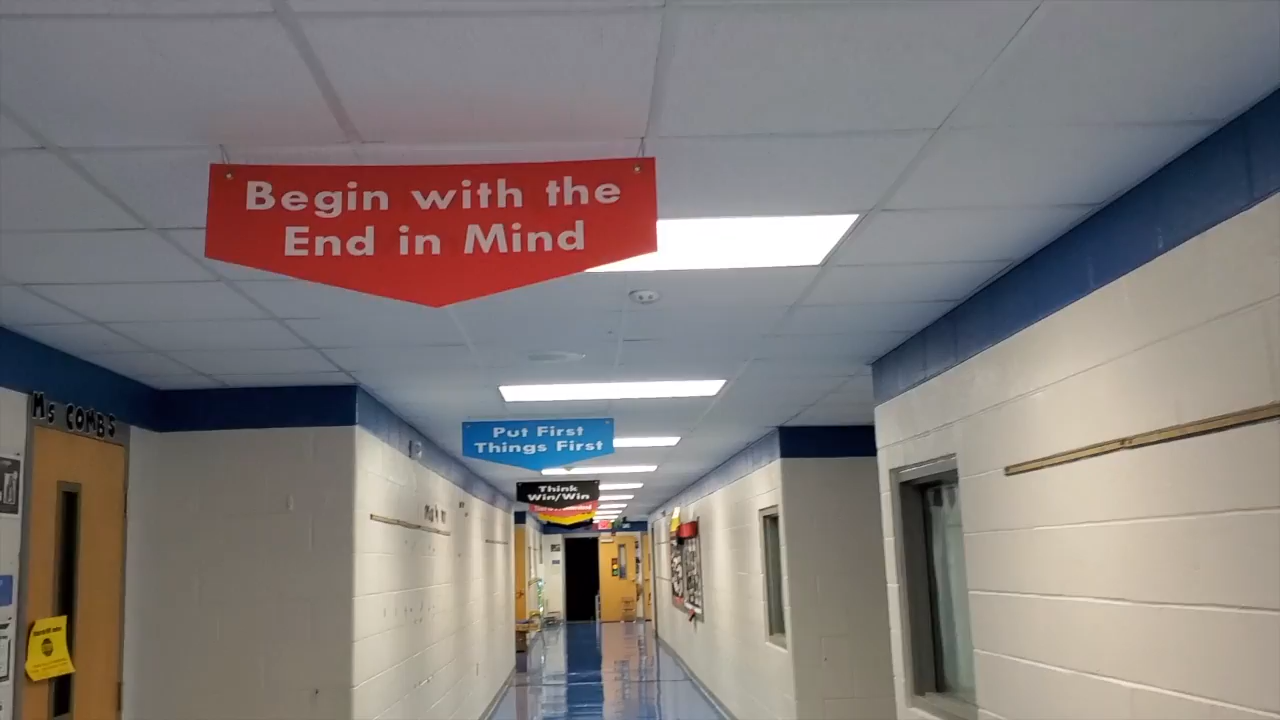 Begin with the
End in Mind
Put First
Things First
Think
Win/Win
Ms COMBS